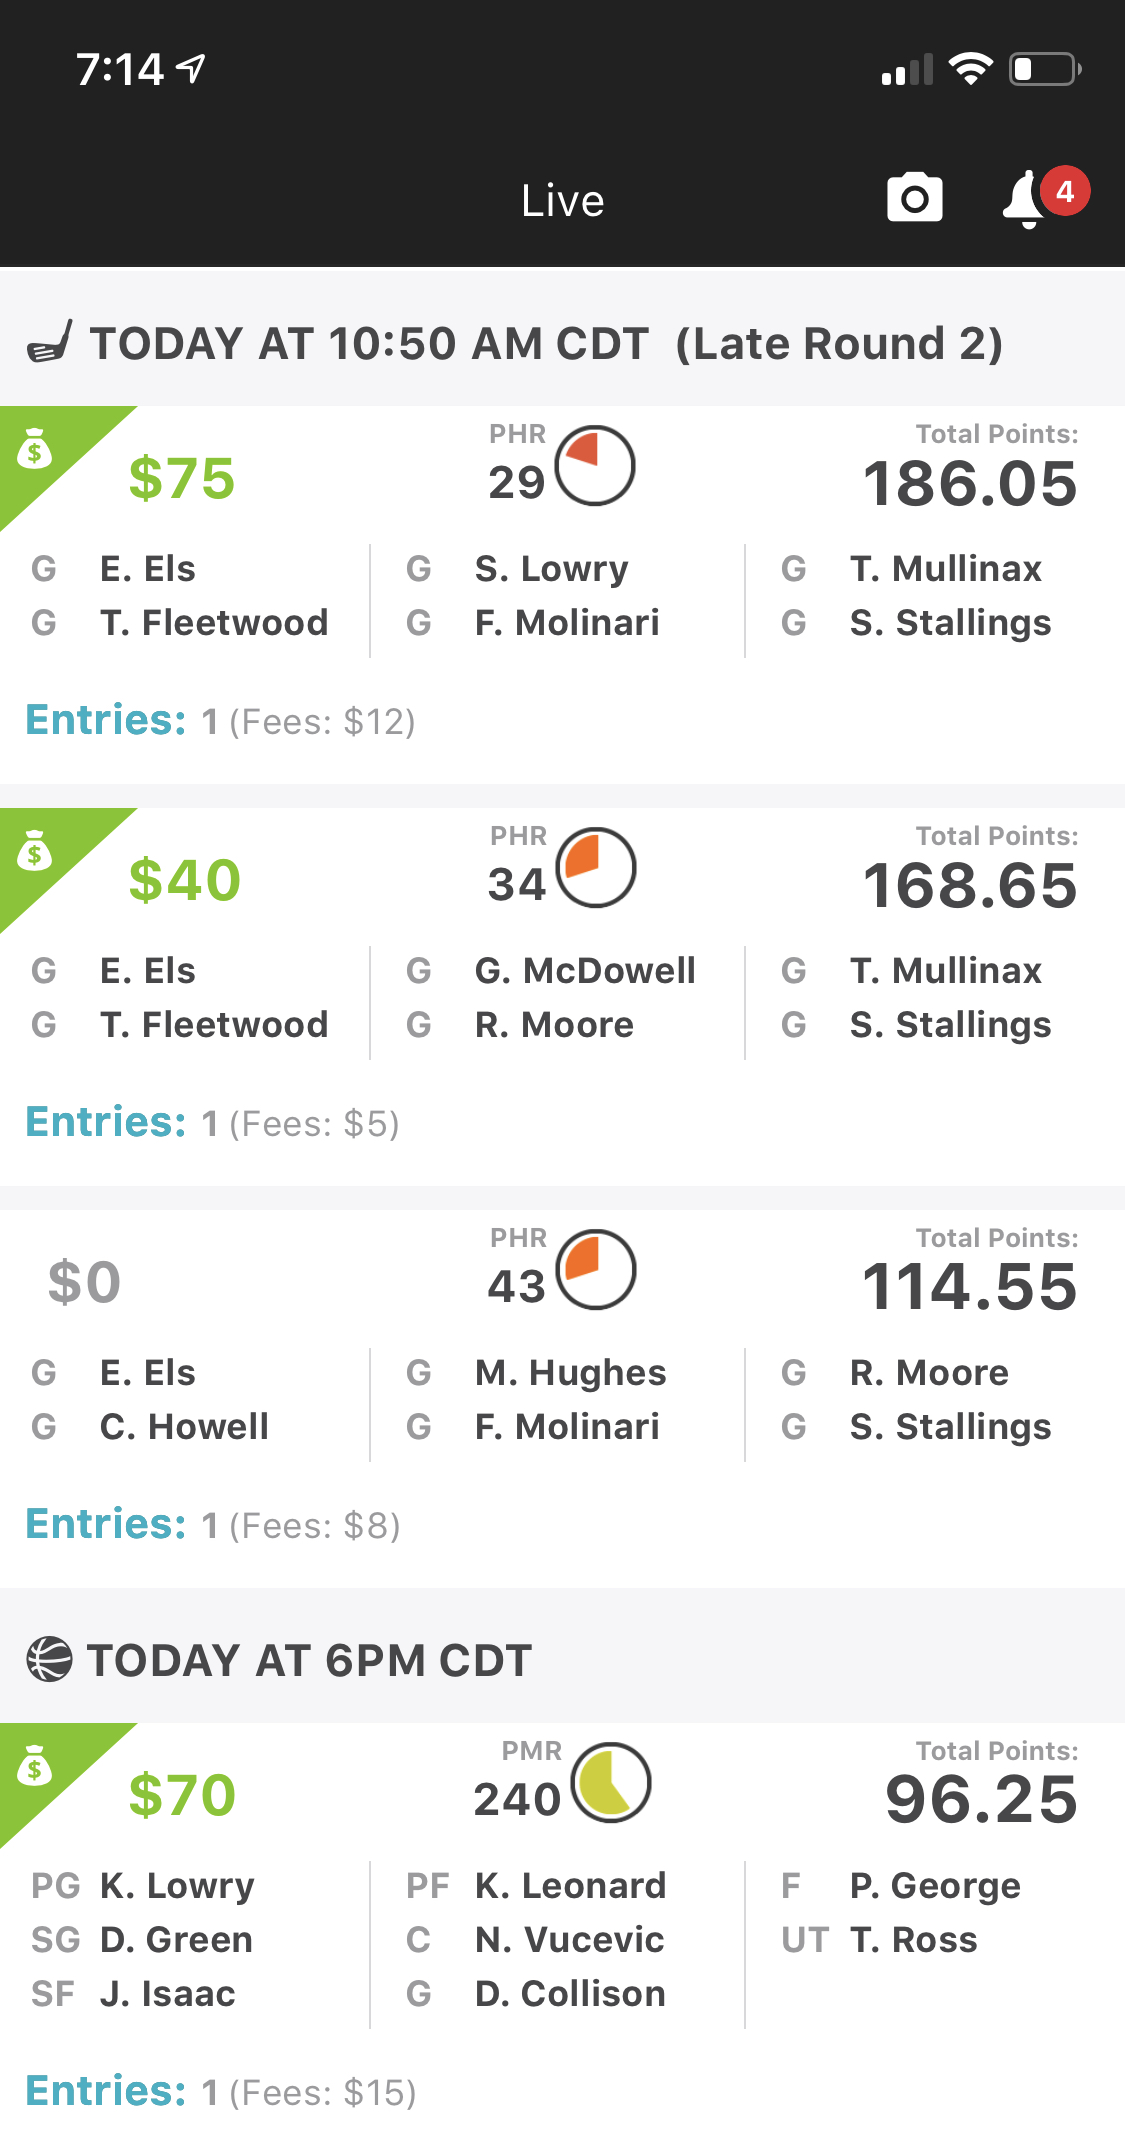 7:14
Live
4
TODAY AT 10:50 AM CDT (Late Round 2)
$
$75
PHR
29
Total Points:
186.05
G E. Els
G T. Fleetwood
G S. Lowry
G F. Molinari
G T. Mullinax
G S. Stallings
Entries: 1 (Fees: $12)
$
$40
PHR
34
Total Points:
168.65
G E. Els
G T. Fleetwood
G G. McDowell
G R. Moore
G T. Mullinax
G S. Stallings
Entries: 1 (Fees: $5)
$0
PHR
43
Total Points:
114.55
G E. Els
G C. Howell
G M. Hughes
G F. Molinari
G R. Moore
G S. Stallings
Entries: 1 (Fees: $8)
TODAY AT 6PM CDT
$
$70
PMR
240
Total Points:
96.25
PG K. Lowry
SG D. Green
SF J. Isaac
PF K. Leonard
C N. Vucevic
G D. Collison
F P. George
UT T. Ross
Entries: 1 (Fees: $15)